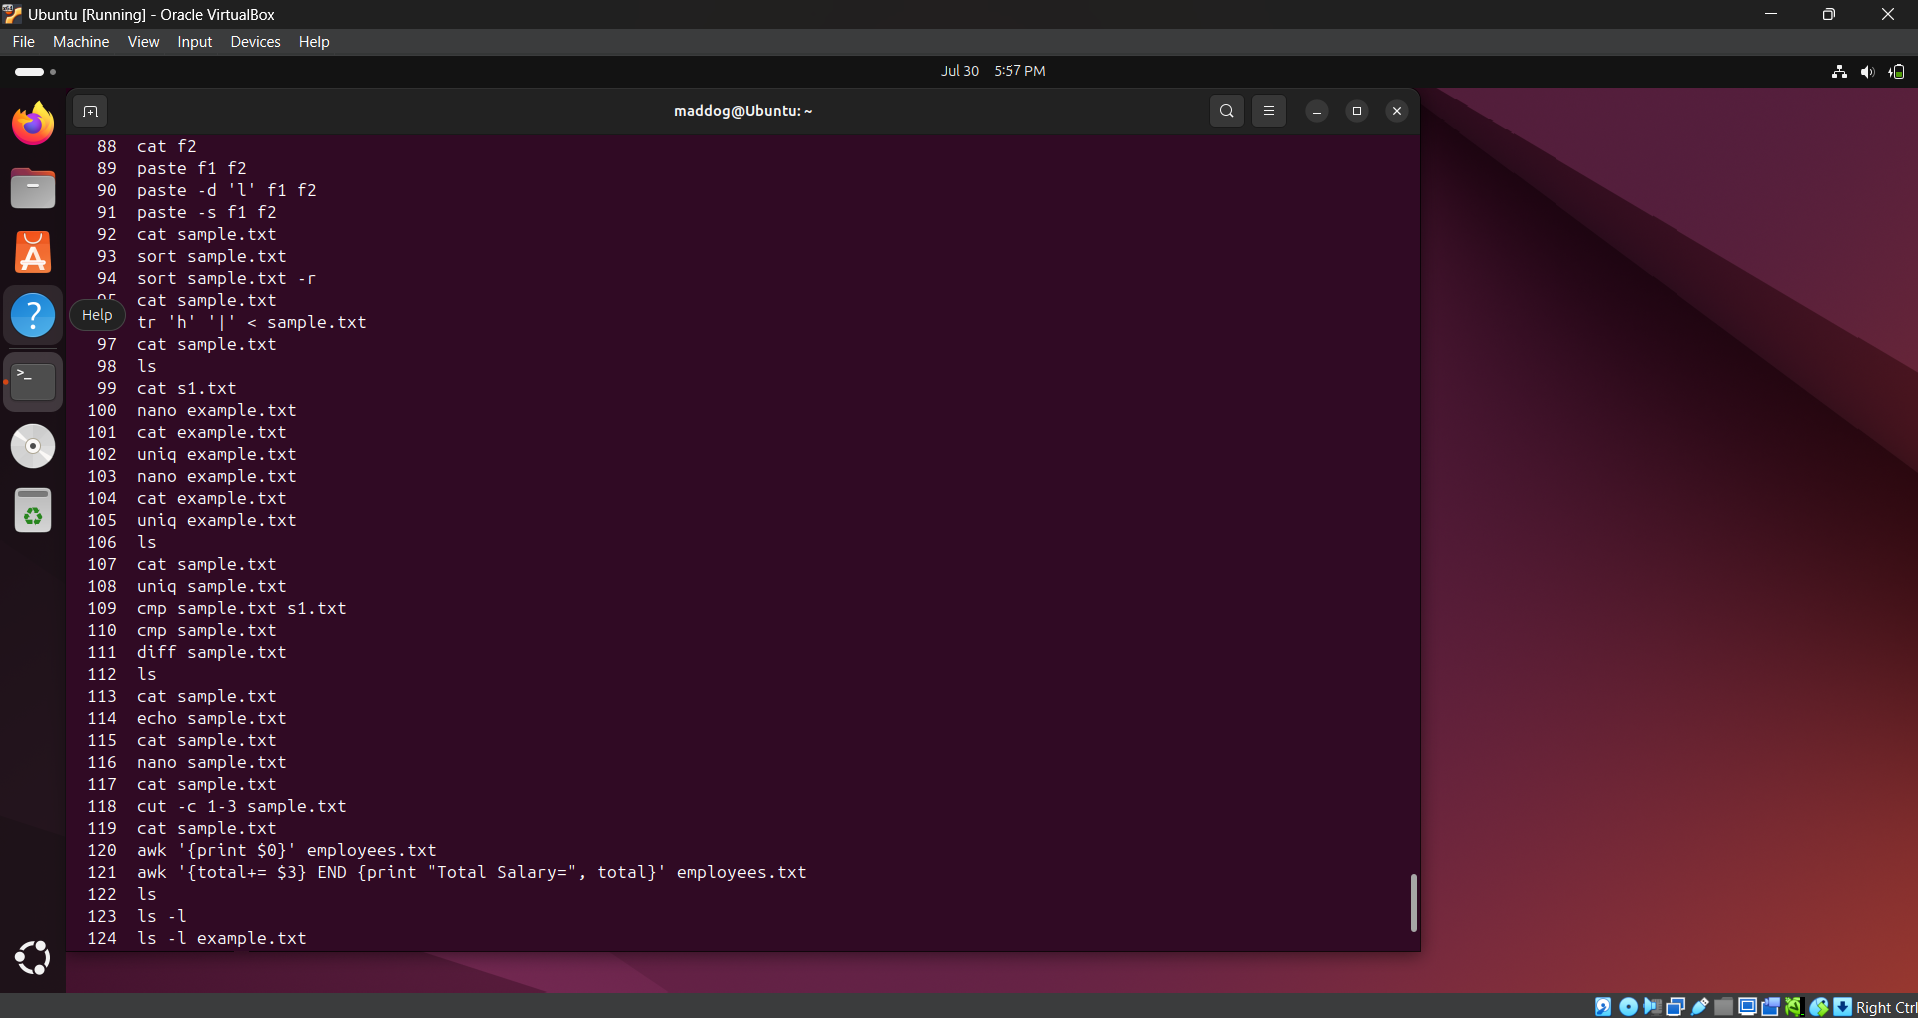 Ubuntu [Running] - Oracle VirtualBox
File Machine View Input Devices Help
Jul 30 5:57 PM
maddog@Ubuntu: ~
88 cat f2
89 paste f1 f2
90 paste -d 'l' f1 f2
91 paste -s f1 f2
92 cat sample.txt
93 sort sample.txt
94 sort sample.txt -r
95 cat sample.txt
Help
tr 'h' '|' < sample.txt
97 cat sample.txt
98 ls
99 cat s1.txt
100 nano example.txt
101 cat example.txt
102 uniq example.txt
103 nano example.txt
104 cat example.txt
105 uniq example.txt
106 ls
107 cat sample.txt
108 uniq sample.txt
109 cmp sample.txt s1.txt
110 cmp sample.txt
111 diff sample.txt
112 ls
113 cat sample.txt
114 echo sample.txt
115 cat sample.txt
116 nano sample.txt
117 cat sample.txt
118 cut -c 1-3 sample.txt
119 cat sample.txt
120 awk '{print $0}' employees.txt
121 awk '{total+= $3} END {print "Total Salary=", total}' employees.txt
122 ls
123 ls -l
124 ls -l example.txt
Right Ctrl